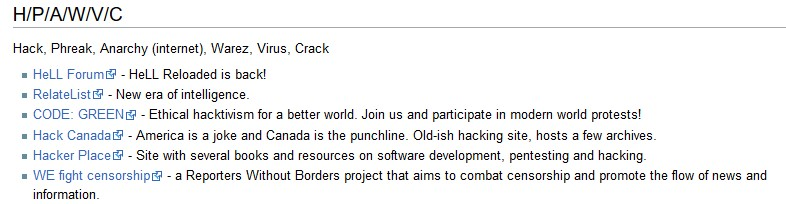 H/P/A/W/V/C
Hack, Phreak, Anarchy (internet), Warez, Virus, Crack
HeLL Forum - HeLL Reloaded is back!
RelateList - New era of intelligence.
CODE: GREEN - Ethical hacktivism for a better world. Join us and participate in modern world protests!
Hack Canada - America is a joke and Canada is the punchline. Old-ish hacking site, hosts a few archives.
Hacker Place - Site with several books and resources on software development, pentesting and hacking.
WE fight censorship - a Reporters Without Borders project that aims to combat censorship and promote the flow of news and
information.